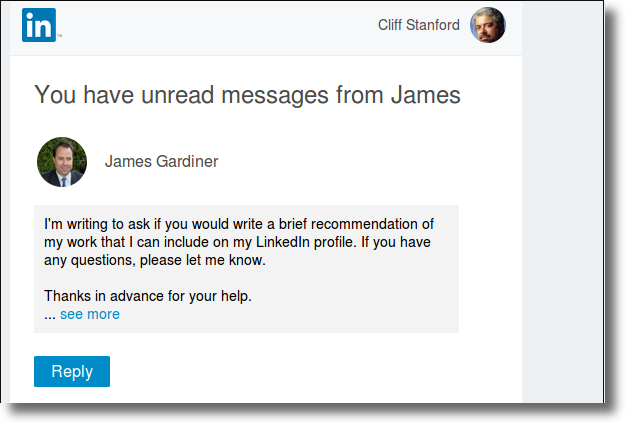 in™
Cliff Stanford
You have unread messages from James
James Gardiner
I'm writing to ask if you would write a brief recommendation of
my work that I can include on my LinkedIn profile. If you have
any questions, please let me know.
Thanks in advance for your help.
... see more
Reply